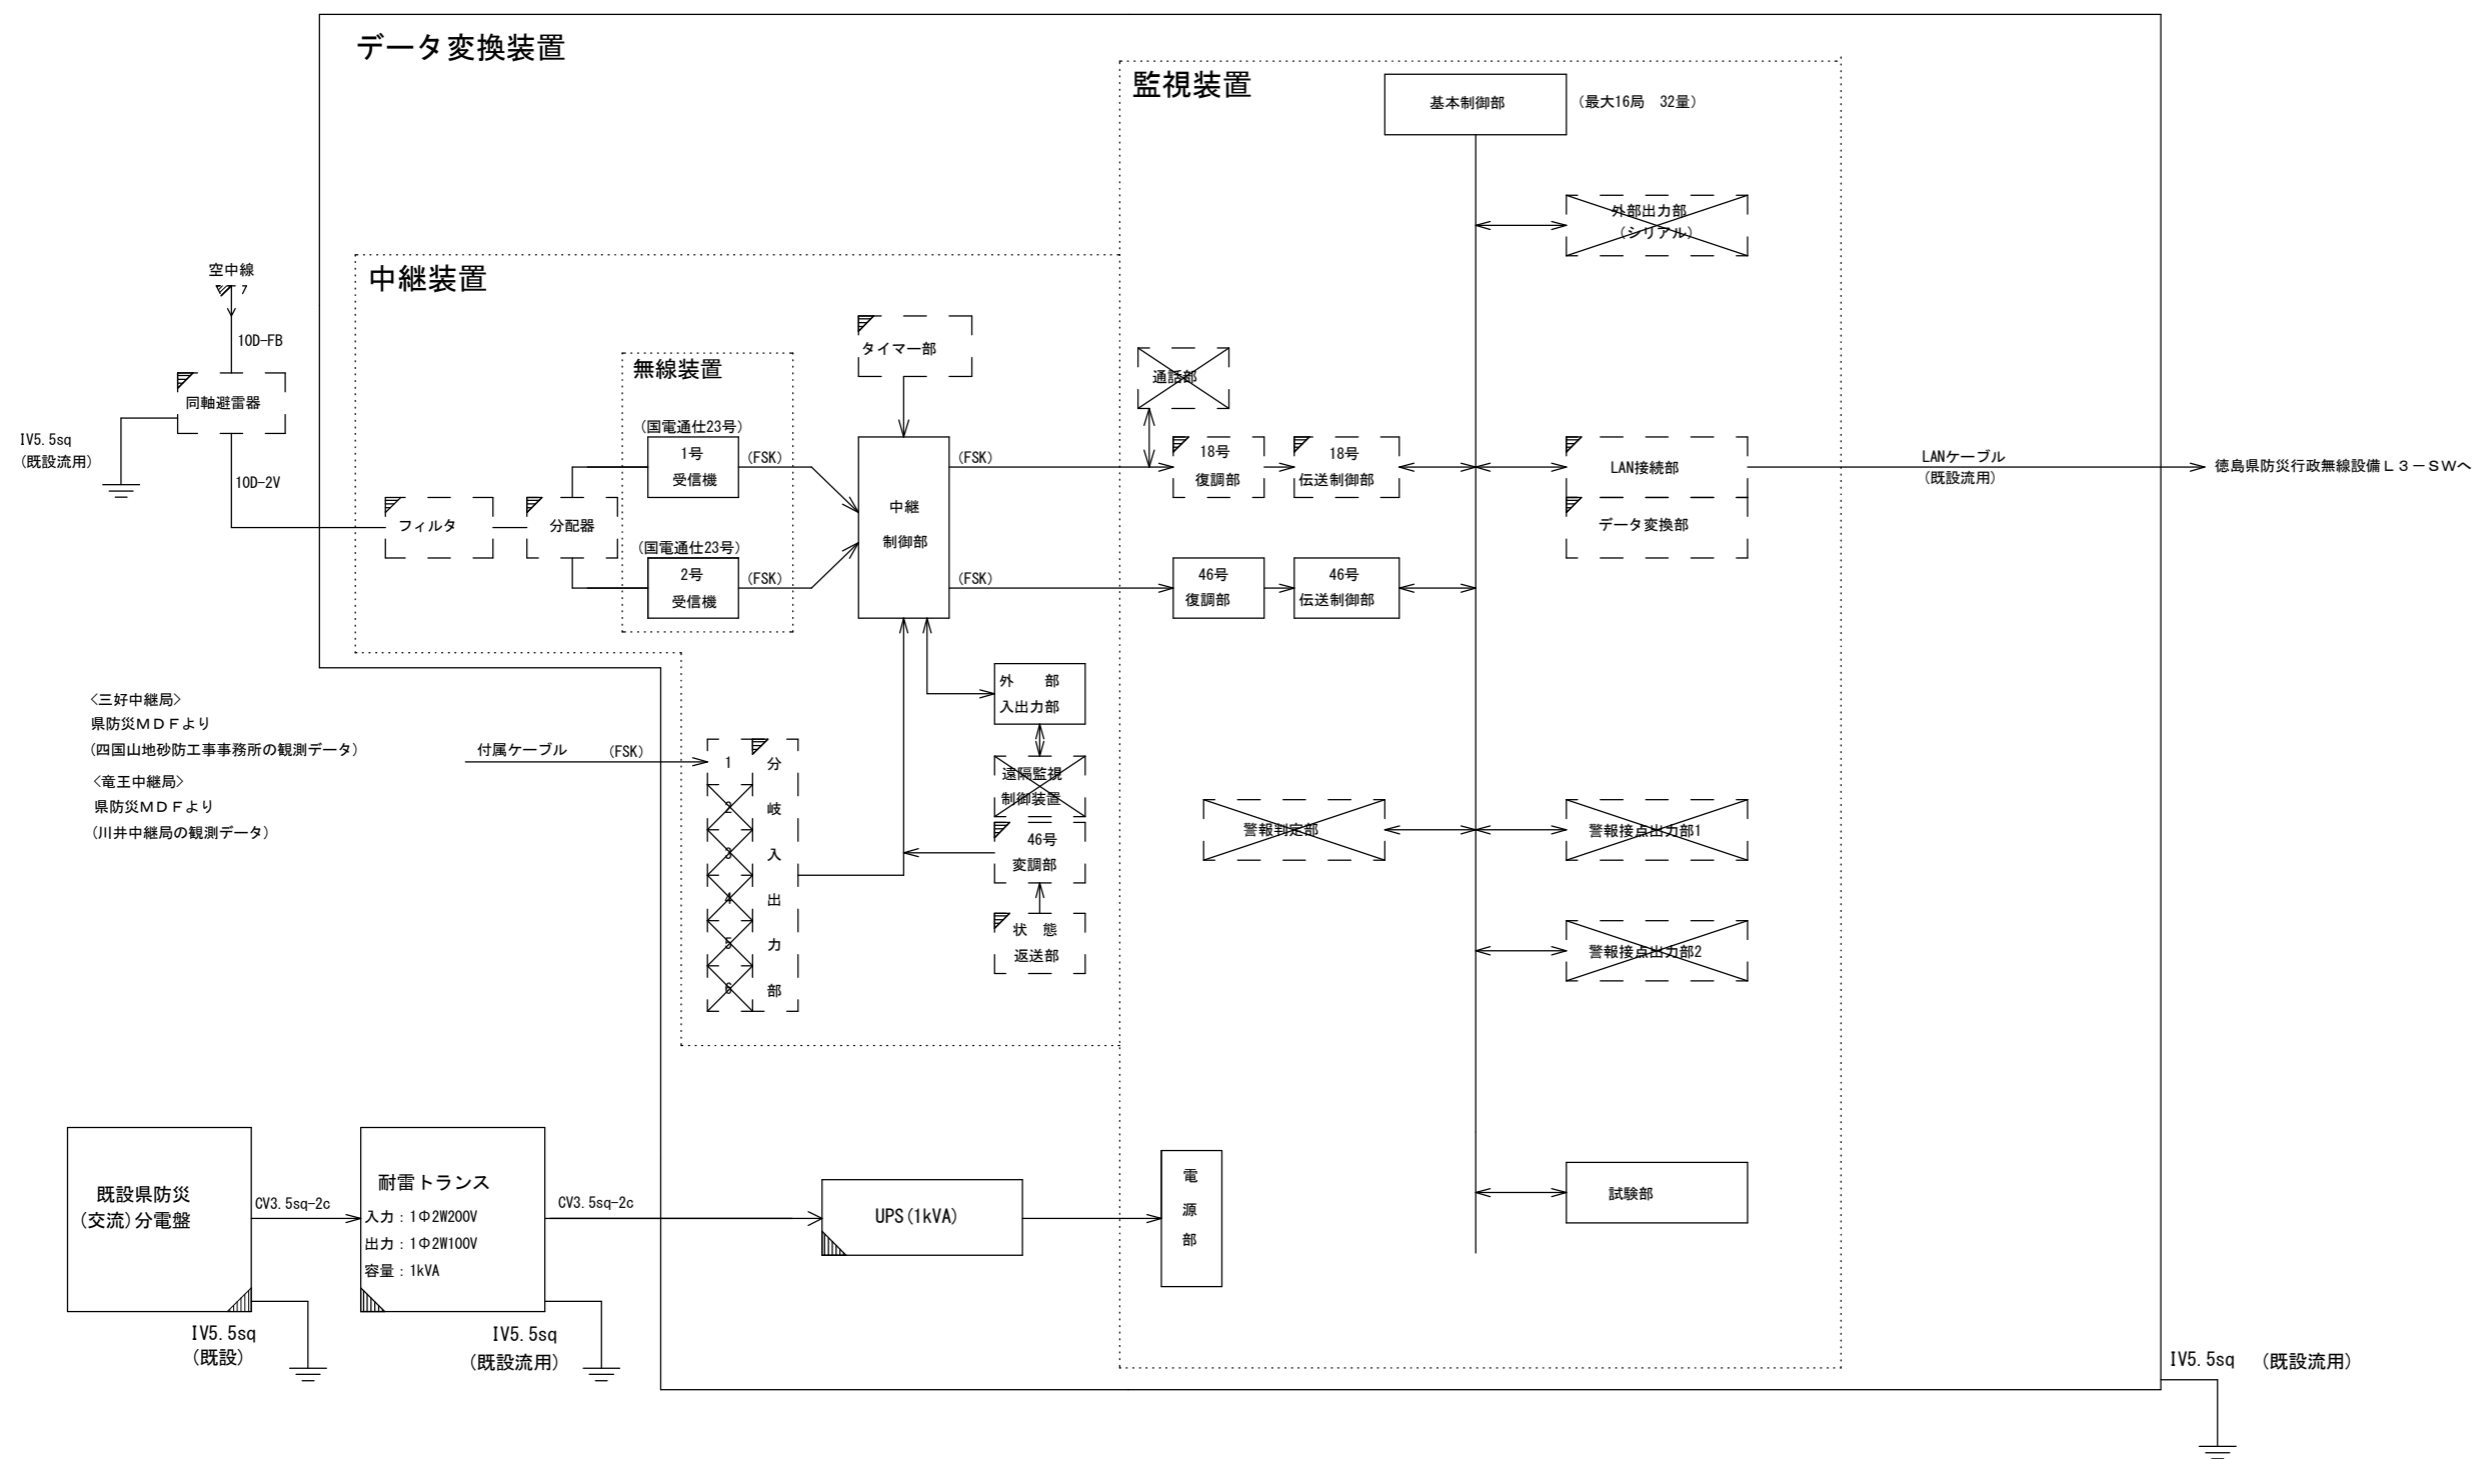 データ変換装置
監視装置
基本制御部
(最大16局 32量)
外部出力部
(シリアル)
中継装置
空中線
10D-FB
同軸避雷器
IV5.5sq
(既設流用)
10D-2V
フィルタ
分配器
無線装置
(国電通仕23号)
1号
受信機
(FSK)
(国電通仕23号)
2号
受信機
(FSK)
タイマー部
中継
制御部
(FSK)
(FSK)
通話部
18号
復調部
18号
伝送制御部
46号
復調部
46号
伝送制御部
LAN接続部
データ変換部
LANケーブル
(既設流用)
徳島県防災行政無線設備L3-SWへ
<三好中継局>
県防災MDFより
(四国山地砂防工事事務所の観測データ)
<竜王中継局>
県防災MDFより
(川井中継局の観測データ)
付属ケーブル (FSK)
1
2
3
4
5
6
分
岐
入
出
力
部
外 部
入出力部
遠隔監視
制御装置
46号
変調部
状 態
返送部
警報判定部
警報接点出力部1
警報接点出力部2
試験部
既設県防災
(交流)分電盤
CV3.5sq-2c
耐雷トランス
入力:1Φ2W200V
出力:1Φ2W100V
容量:1kVA
CV3.5sq-2c
UPS(1kVA)
電
源
部
IV5.5sq
(既設)
IV5.5sq
(既設流用)
IV5.5sq (既設流用)